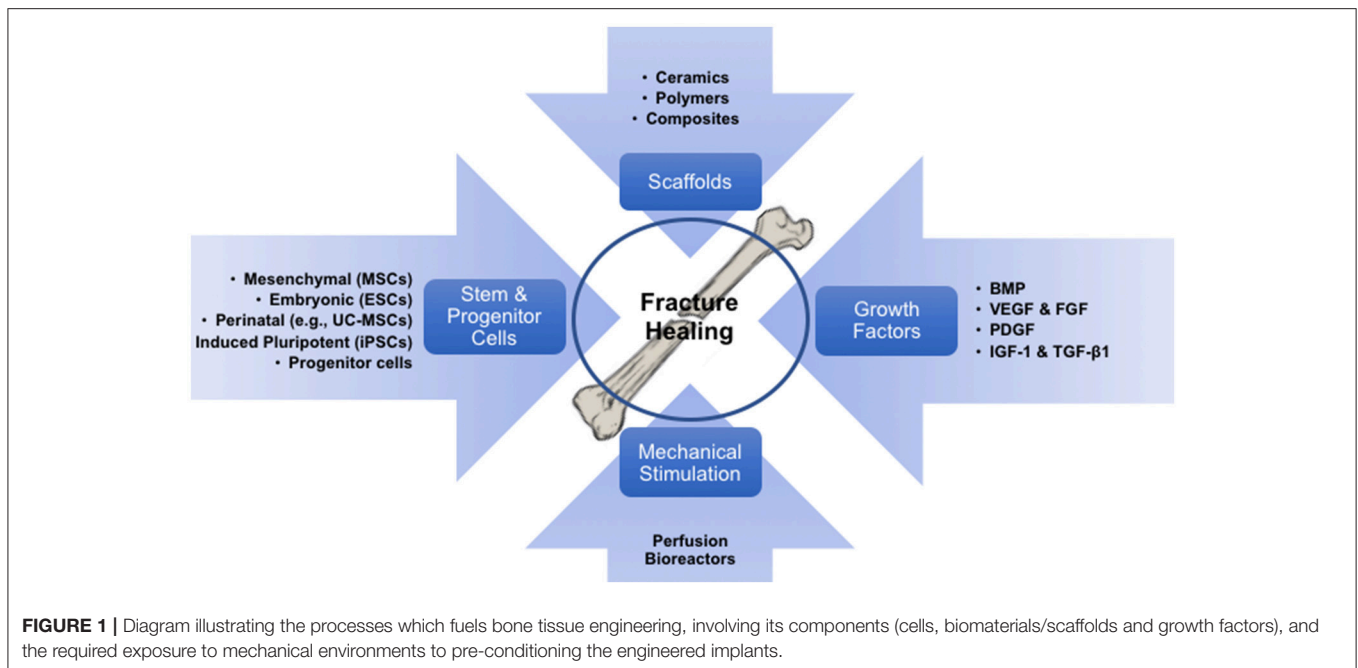 • Ceramics
• Polymers
• Composites
Scaffolds
• Mesenchymal (MSCs)
• Embryonic (ESCs)
• Perinatal (e.g., UC-MSCs)
Induced Pluripotent (iPSCs)
• Progenitor cells
Stem &
Progenitor
Cells
Fracture
Healing
Growth
Factors
• BMP
• VEGF & FGF
• PDGF
• IGF-1 & TGF-β1
Mechanical
Stimulation
Perfusion
Bioreactors
FIGURE 1 | Diagram illustrating the processes which fuels bone tissue engineering, involving its components (cells, biomaterials/scaffolds and growth factors), and
the required exposure to mechanical environments to pre-conditioning the engineered implants.